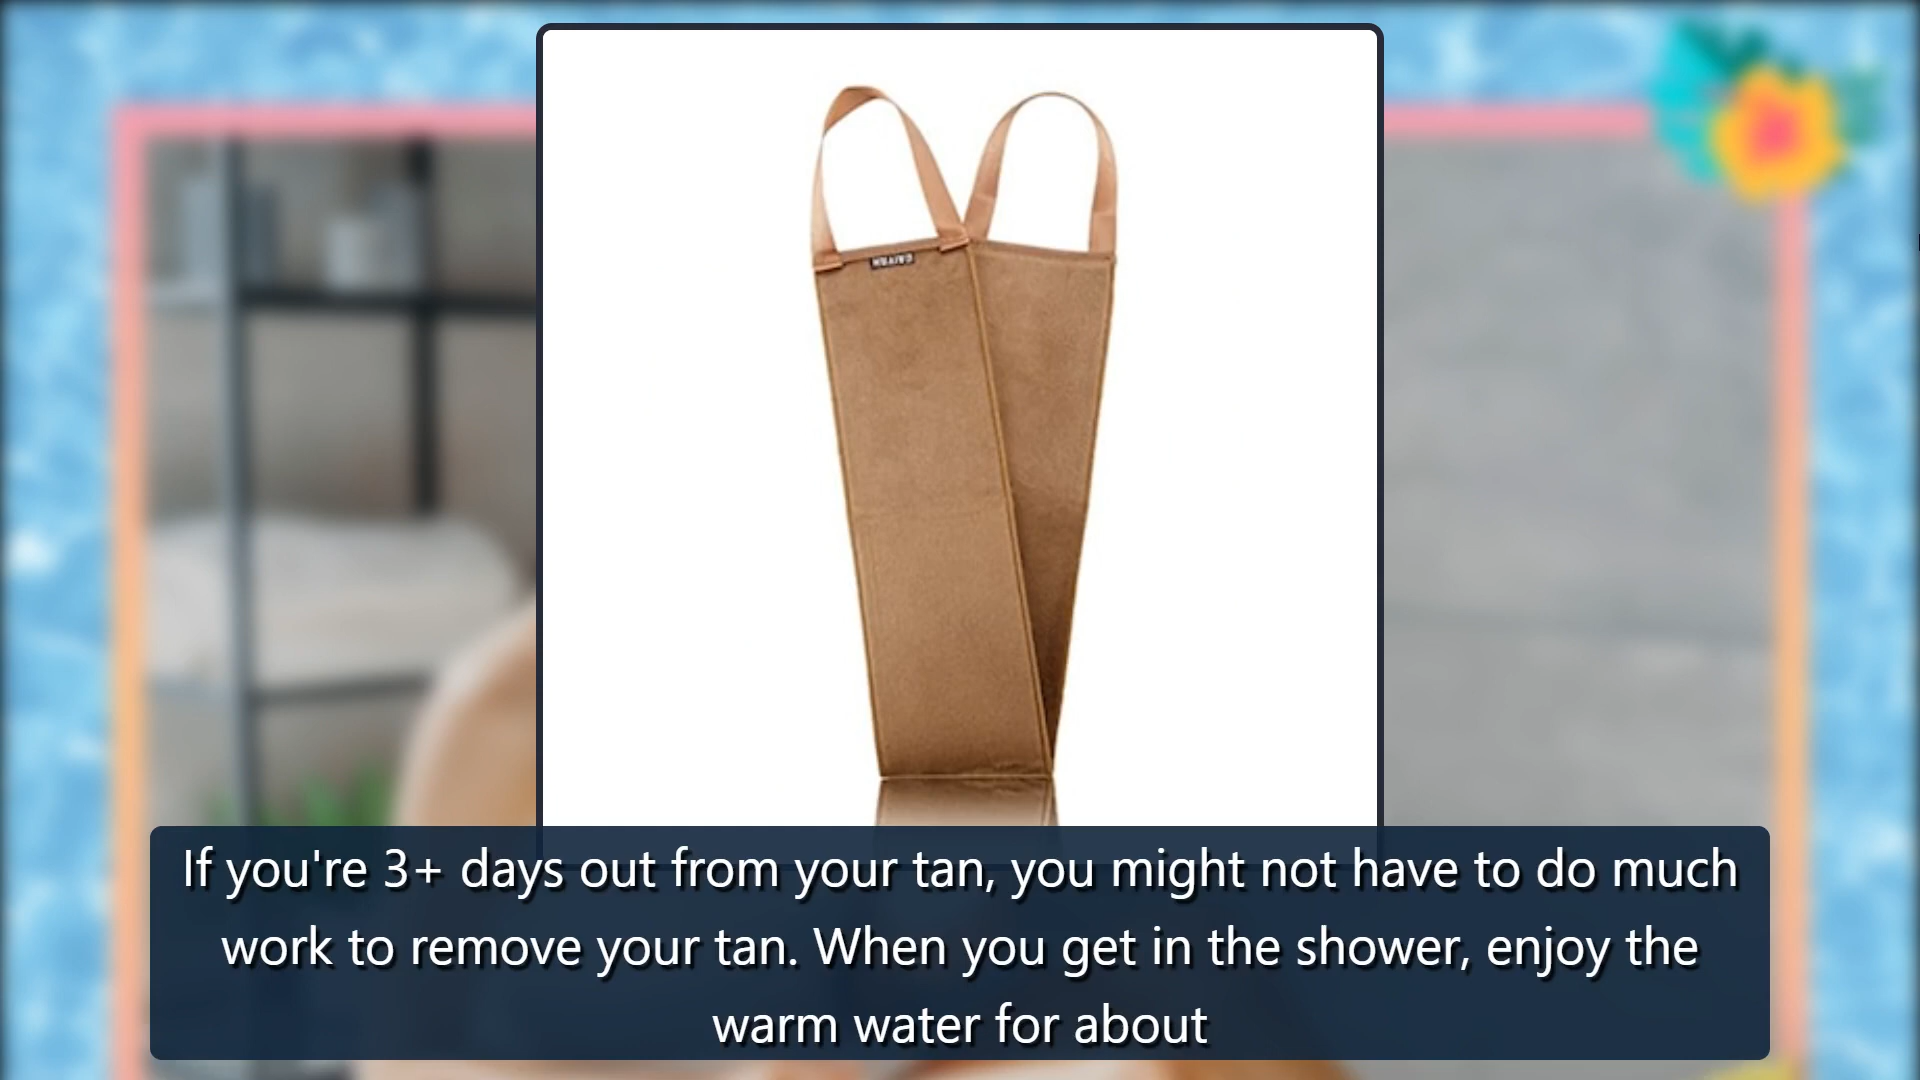 If you're 3+ days out from your tan, you might not have to do much
work to remove your tan. When you get in the shower, enjoy the
warm water for about